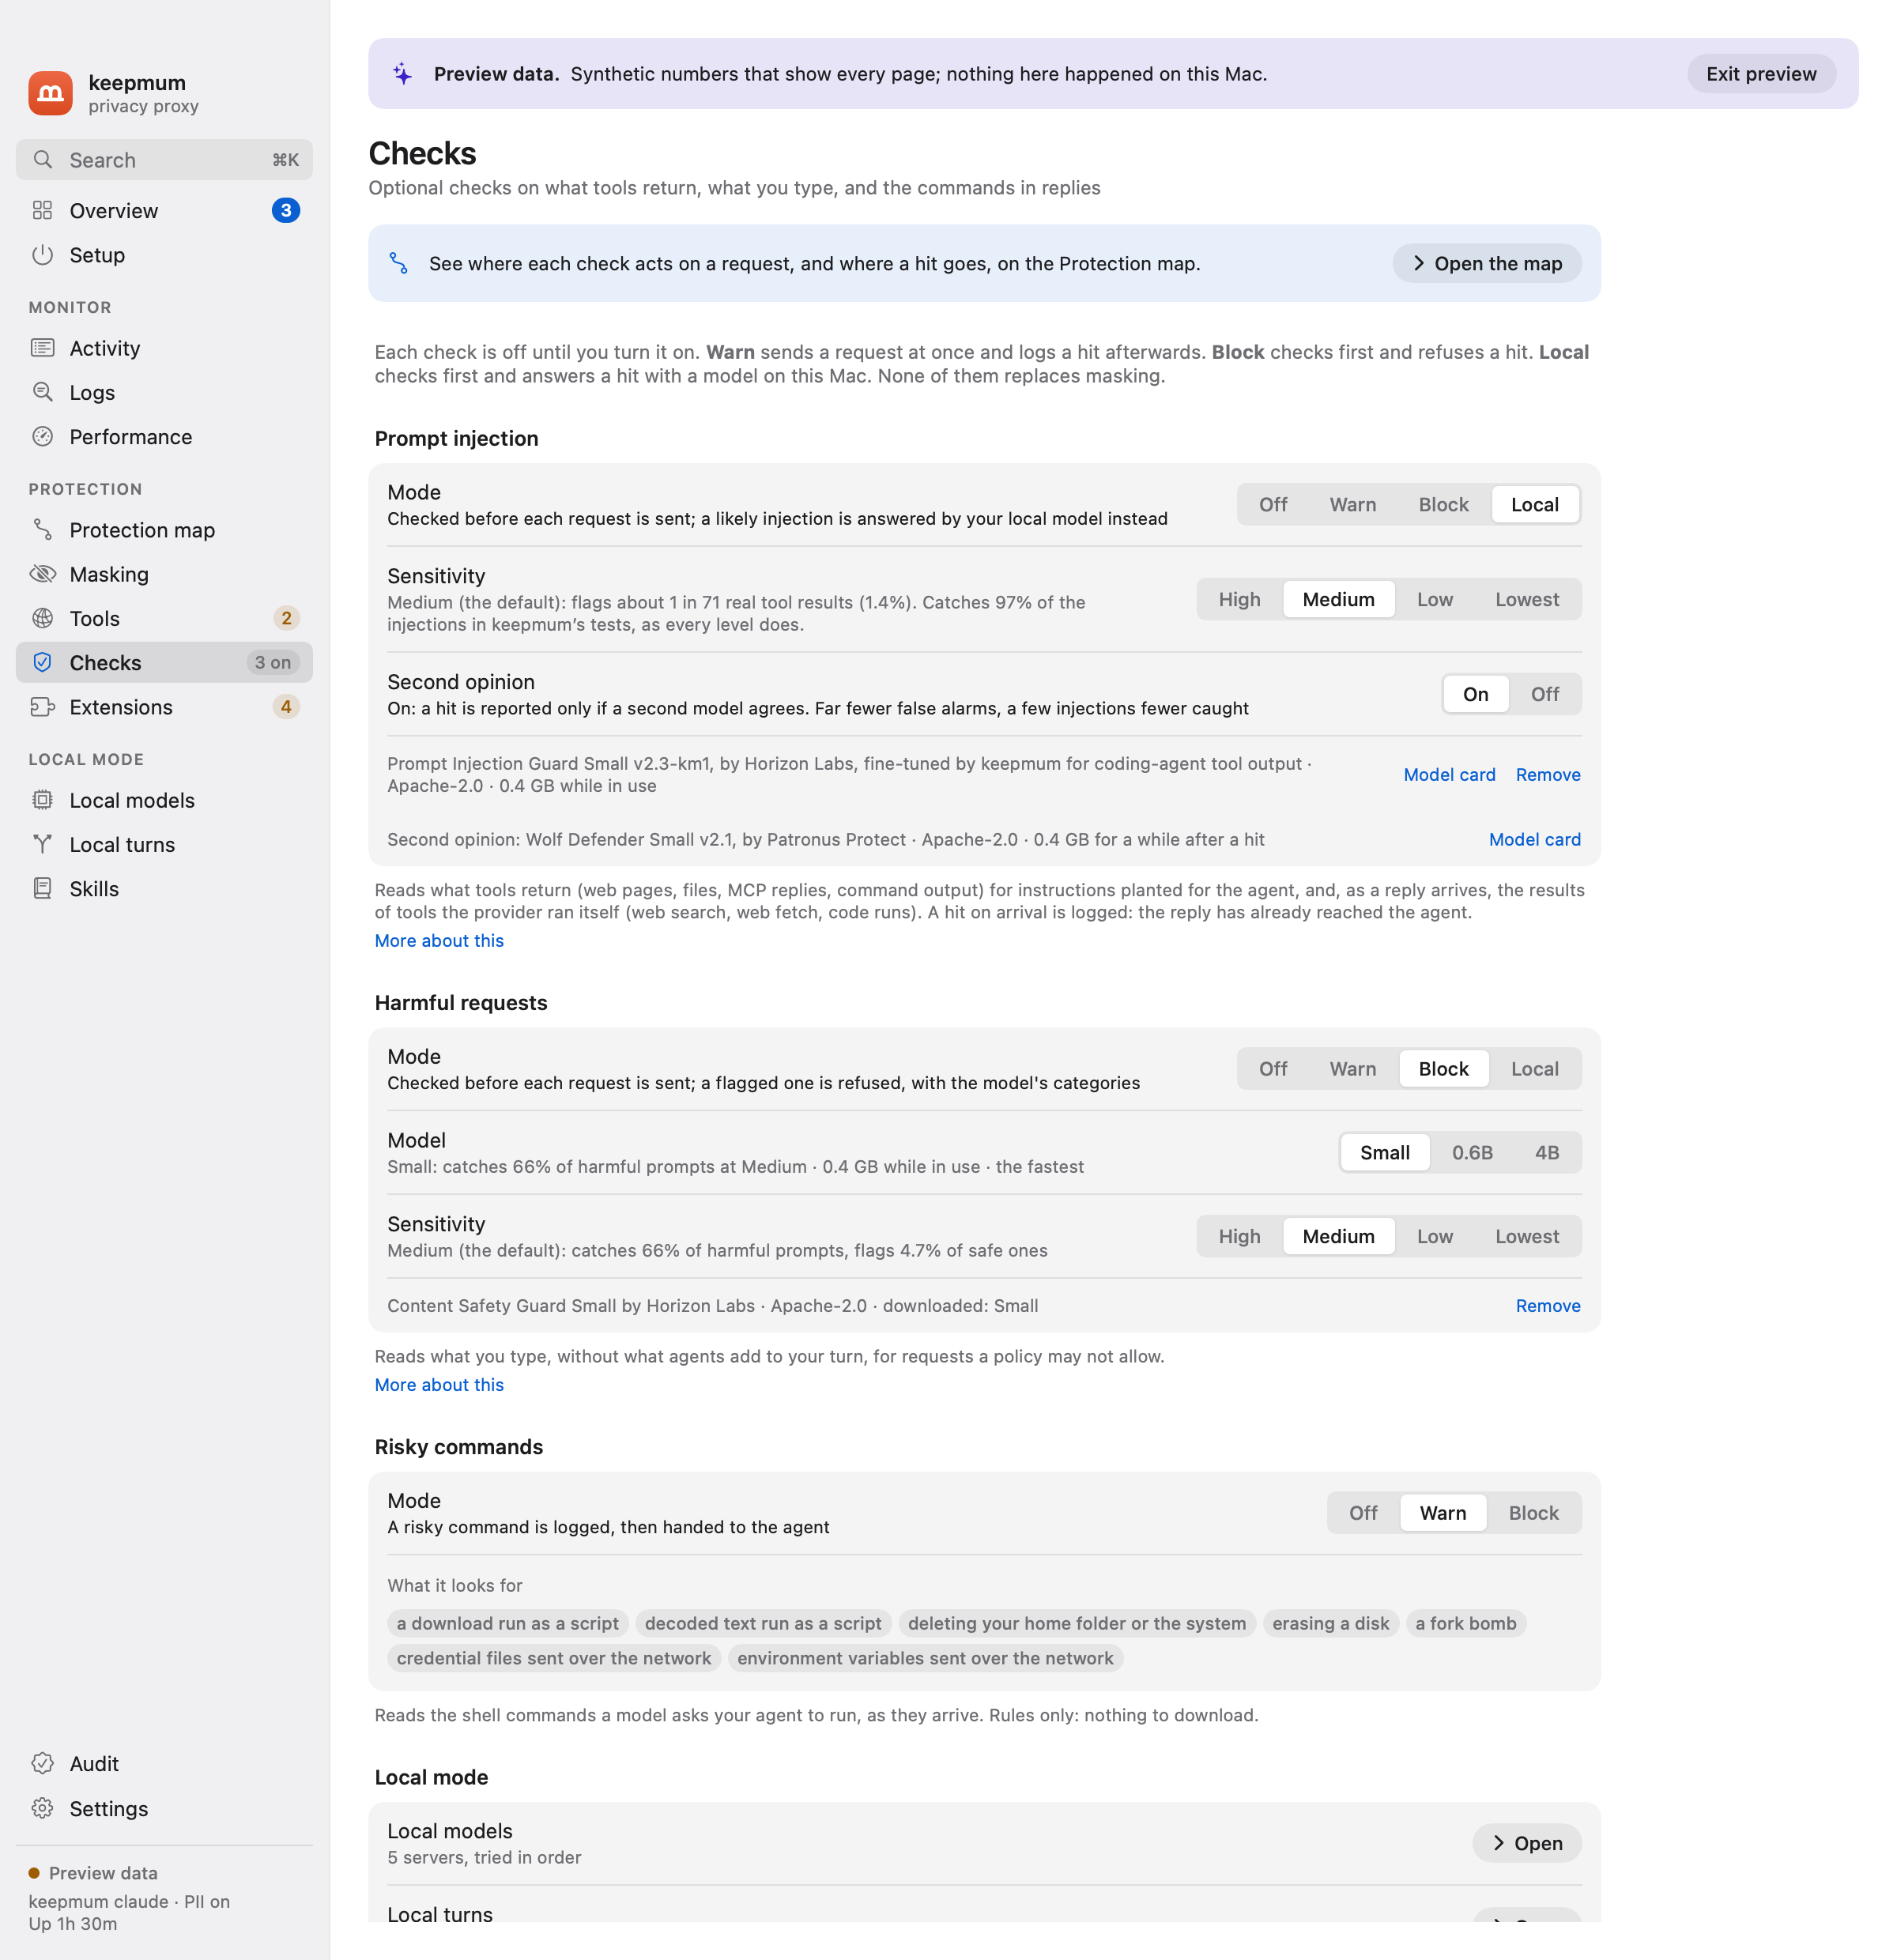 keepmum
privacy proxy
Search ⌘K
Overview 3
Setup
MONITOR
Activity
Logs
Performance
PROTECTION
Protection map
Masking
Tools 2
Checks 3 on
Extensions 4
LOCAL MODE
Local models
Local turns
Skills
Audit
Settings
Preview data
keepmum claude · PII on
Up 1h 30m
Preview data. Synthetic numbers that show every page; nothing here happened on this Mac. Exit preview
Checks
Optional checks on what tools return, what you type, and the commands in replies
See where each check acts on a request, and where a hit goes, on the Protection map. Open the map
Each check is off until you turn it on. Warn sends a request at once and logs a hit afterwards. Block checks first and refuses a hit. Local
checks first and answers a hit with a model on this Mac. None of them replaces masking.
Prompt injection
Mode
Checked before each request is sent; a likely injection is answered by your local model instead
Off Warn Block Local
Sensitivity
Medium (the default): flags about 1 in 71 real tool results (1.4%). Catches 97% of the
injections in keepmum’s tests, as every level does.
High Medium Low Lowest
Second opinion
On: a hit is reported only if a second model agrees. Far fewer false alarms, a few injections fewer caught
On Off
Prompt Injection Guard Small v2.3-km1, by Horizon Labs, fine-tuned by keepmum for coding-agent tool output ·
Apache-2.0 · 0.4 GB while in use
Model card Remove
Second opinion: Wolf Defender Small v2.1, by Patronus Protect · Apache-2.0 · 0.4 GB for a while after a hit
Model card
Reads what tools return (web pages, files, MCP replies, command output) for instructions planted for the agent, and, as a reply arrives, the results
of tools the provider ran itself (web search, web fetch, code runs). A hit on arrival is logged: the reply has already reached the agent.
More about this
Harmful requests
Mode
Checked before each request is sent; a flagged one is refused, with the model's categories
Off Warn Block Local
Model
Small: catches 66% of harmful prompts at Medium · 0.4 GB while in use · the fastest
Small 0.6B 4B
Sensitivity
Medium (the default): catches 66% of harmful prompts, flags 4.7% of safe ones
High Medium Low Lowest
Content Safety Guard Small by Horizon Labs · Apache-2.0 · downloaded: Small
Remove
Reads what you type, without what agents add to your turn, for requests a policy may not allow.
More about this
Risky commands
Mode
A risky command is logged, then handed to the agent
Off Warn Block
What it looks for
a download run as a script decoded text run as a script deleting your home folder or the system erasing a disk a fork bomb
credential files sent over the network environment variables sent over the network
Reads the shell commands a model asks your agent to run, as they arrive. Rules only: nothing to download.
Local mode
Local models
5 servers, tried in order
Open
Local turns